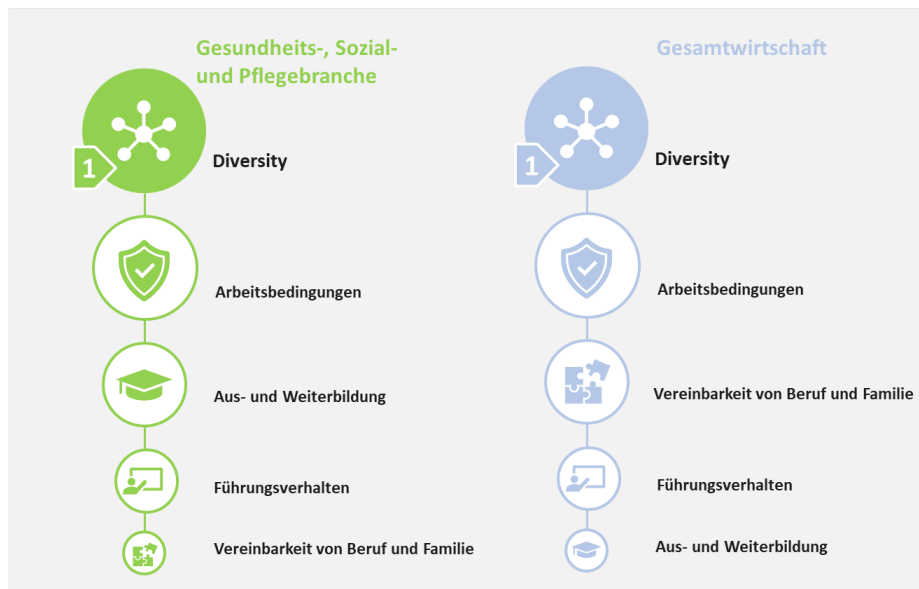 Gesundheits-, Sozial-
und Pflegebranche
1
Diversity
Arbeitsbedingungen
Aus- und Weiterbildung
Führungsverhalten
Vereinbarkeit von Beruf und Familie
Gesamtwirtschaft
1
Diversity
Arbeitsbedingungen
Vereinbarkeit von Beruf und Familie
Führungsverhalten
Aus- und Weiterbildung